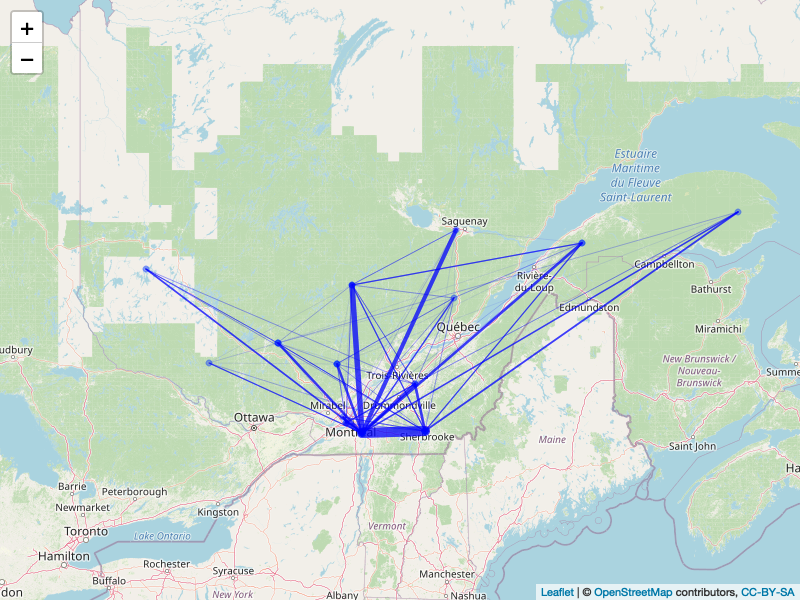 +
−
Estuaire
Maritime
du Fleuve
Saint-Laurent
Saguenay
Campbellton
Rivière-
du-Loup
Bathurst
Edmundston
Québec
Miramichi
udbury
New Brunswick /
Nouveau-
Brunswick
Trois-Rivières
Summe
Mirabel
Drummondville
Ottawa
Montréal
Sherbrooke
Maine
Saint John
Ha
Barrie
Peterborough
Newmarket
Kingston
Toronto
Lake Ontario
Vermont
Hamilton
Rochester
Syracuse
Manchester
Buffalo
don
New York
Albany
Nashua
Leaflet | © OpenStreetMap contributors, CC-BY-SA